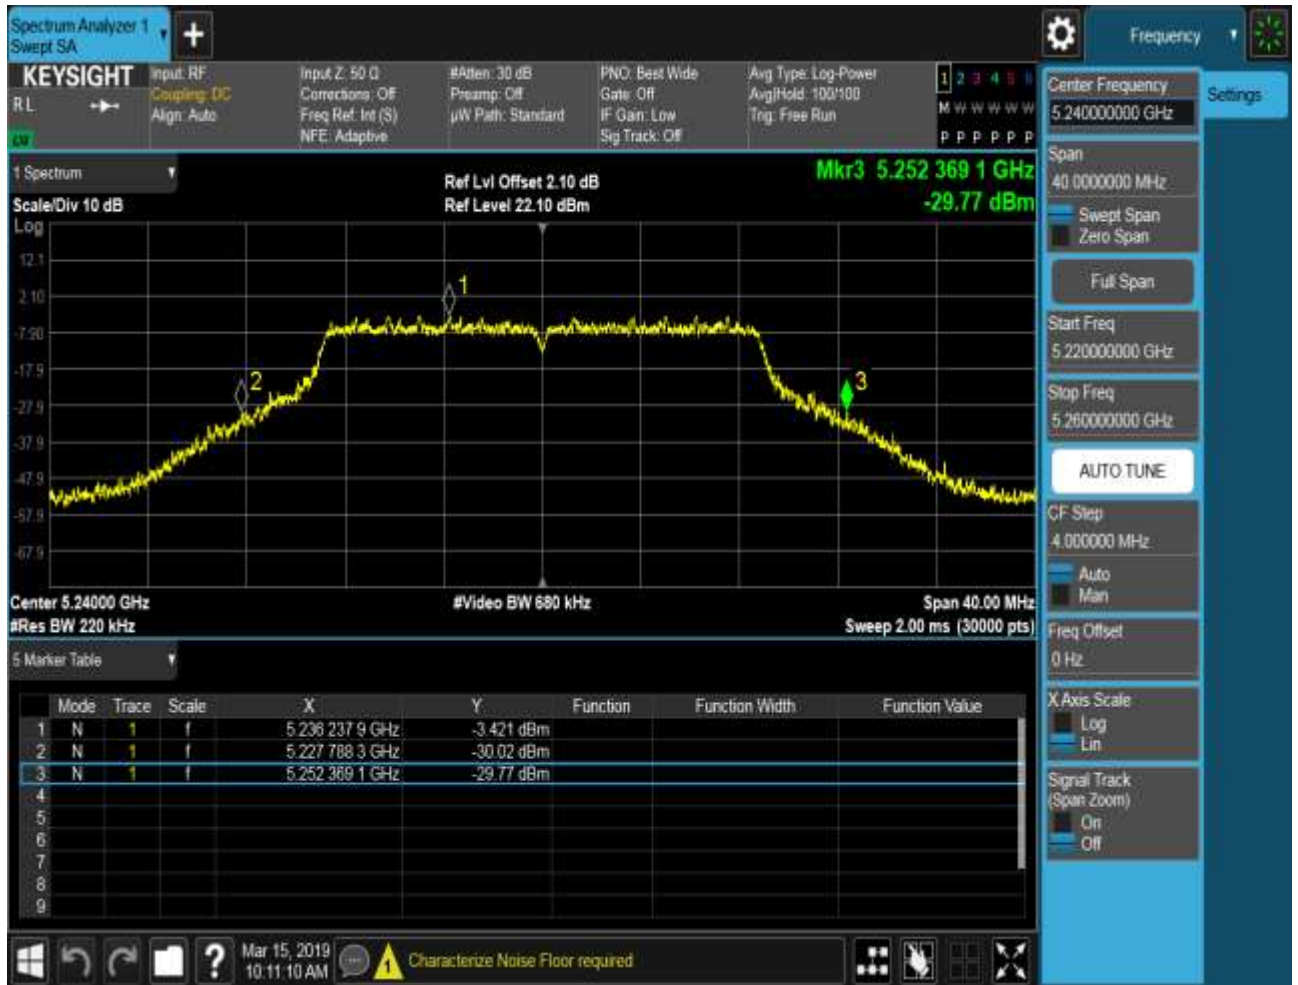 Spectrum Analyzer 1
Swept SA
Frequency
KEYSIGHT
RL
Input: RF
Coupling: DC
Align: Auto
Input Z: 50 Ω
Corrections: Off
Freq Ref: Int (S)
NFE: Adaptive
#Atten: 30 dB
Preamp: Off
µW Path: Standard
PNO: Best Wide
Gate: Off
IF Gain: Low
Sig Track: Off
Avg Type: Log-Power
Avg|Hold: 100/100
Trig: Free Run
1 2 3 4 5 6
M W W W W W
P P P P P P
1 Spectrum
Scale/Div 10 dB
Ref Lvl Offset 2.10 dB
Ref Level 22.10 dBm
Mkr3 5.252 369 1 GHz
-29.77 dBm
Log
12.1
2.10
-7.90
-17.9
-27.9
-37.9
-47.9
-57.9
-67.9
1
2
3
Center 5.24000 GHz
#Video BW 680 kHz
Span 40.00 MHz
#Res BW 220 kHz
Sweep 2.00 ms (30000 pts)
5 Marker Table
Mode Trace Scale X Y Function Function Width Function Value
1 N 1 f 5.236 237 9 GHz -3.421 dBm
2 N 1 f 5.227 788 3 GHz -30.02 dBm
3 N 1 f 5.252 369 1 GHz -29.77 dBm
4
5
6
7
8
9
Mar 15, 2019
10:11:10 AM
1
Characterize Noise Floor required
Center Frequency
5.240000000 GHz
Settings
Span
40.0000000 MHz
Swept Span
Zero Span
Full Span
Start Freq
5.220000000 GHz
Stop Freq
5.260000000 GHz
AUTO TUNE
CF Step
4.000000 MHz
Auto
Man
Freq Offset
0 Hz
X Axis Scale
Log
Lin
Signal Track
(Span Zoom)
On
Off